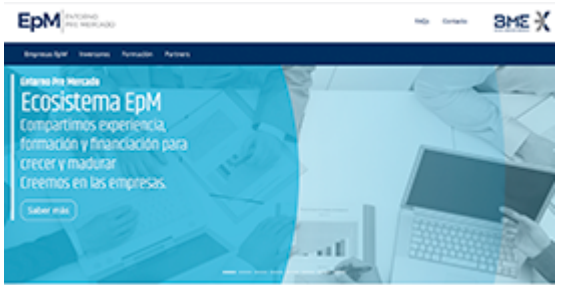 EpM ENTORNO
PRE MERCADO
FAQs Contacto
BME X
Empresas EpM Inversores Formación Partners
Entorno Pre Mercado
Ecosistema EpM
Compartimos experiencia,
formación y financiación para
crecer y madurar
Creemos en las empresas.
Saber más